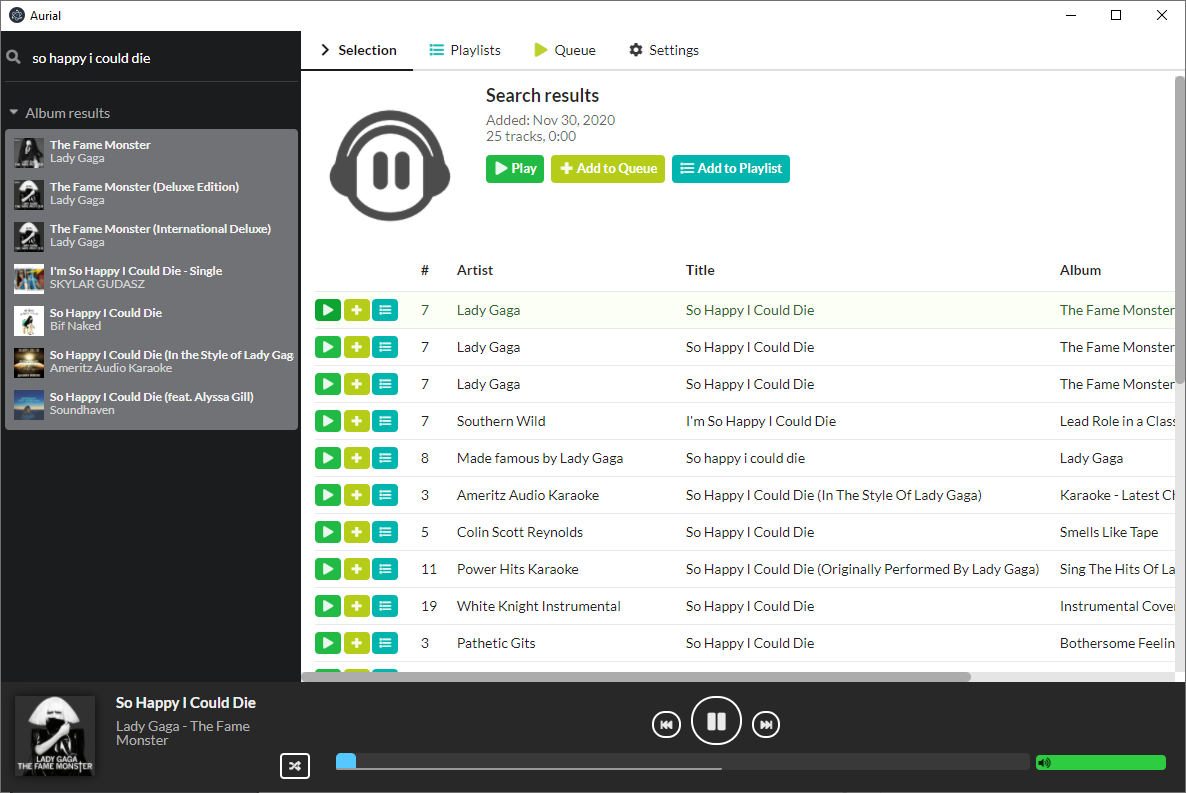 Aurial
so happy i could die
Selection
Playlists
Queue
Settings
Album results
The Fame Monster
Lady Gaga
The Fame Monster (Deluxe Edition)
Lady Gaga
The Fame Monster (International Deluxe)
Lady Gaga
I'm So Happy I Could Die - Single
SKYLAR GUDASZ
So Happy I Could Die
Bif Naked
So Happy I Could Die (In the Style of Lady Gag
Ameritz Audio Karaoke
So Happy I Could Die (feat. Alyssa Gill)
Soundhaven
Search results
Added: Nov 30, 2020
25 tracks, 0:00
Play Add to Queue Add to Playlist
# Artist Title Album
7 Lady Gaga So Happy I Could Die The Fame Monster
7 Lady Gaga So Happy I Could Die The Fame Monster
7 Lady Gaga So Happy I Could Die The Fame Monster
7 Southern Wild I'm So Happy I Could Die Lead Role in a Clas
8 Made famous by Lady Gaga So happy i could die Lady Gaga
3 Ameritz Audio Karaoke So Happy I Could Die (In The Style Of Lady Gaga) Karaoke - Latest Ch
5 Colin Scott Reynolds So Happy I Could Die Smells Like Tape
11 Power Hits Karaoke So Happy I Could Die (Originally Performed By Lady Gaga) Sing The Hits Of La
19 White Knight Instrumental So Happy I Could Die Instrumental Cover
3 Pathetic Gits So Happy I Could Die Bothersome Feelin
LADY GAGA
THE FAME MONSTER
So Happy I Could Die
Lady Gaga - The Fame
Monster